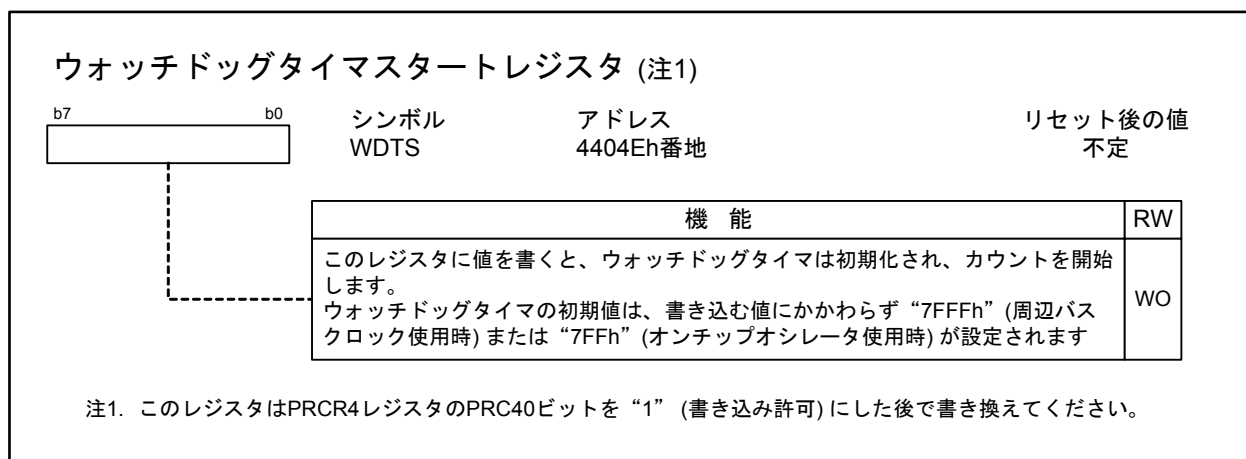 ウォッチドッグタイマスタートレジスタ (注1)
b7 b0 シンボル アドレス リセット後の値
WDTS 4404Eh番地 不定
機 能 RW
このレジスタに値を書くと、ウォッチドッグタイマは初期化され、カウントを開始
します。
ウォッチドッグタイマの初期値は、書き込む値にかかわらず“7FFFh” (周辺バス
クロック使用時) または“7FFh” (オンチップオシレータ使用時) が設定されます
WO
注1. このレジスタはPRCR4レジスタのPRC40ビットを“1” (書き込み許可) にした後で書き換えてください。